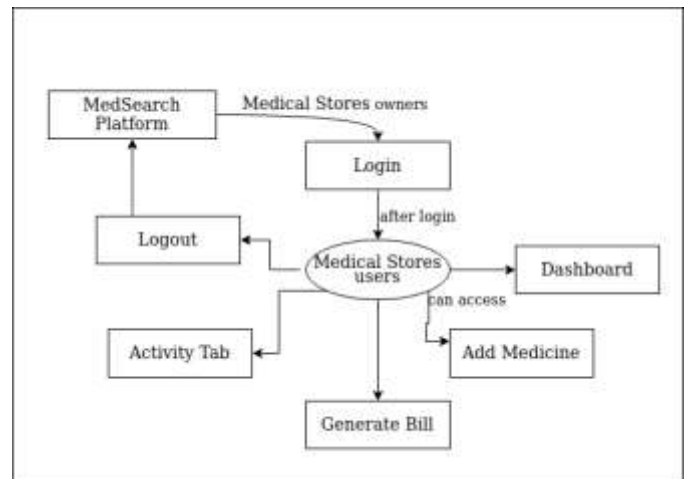 MedSearch
Platform
Medical Stores owners
Login
after login
Logout
Medical Stores
users
Dashboard
can access
Activity Tab
Add Medicine
Generate Bill